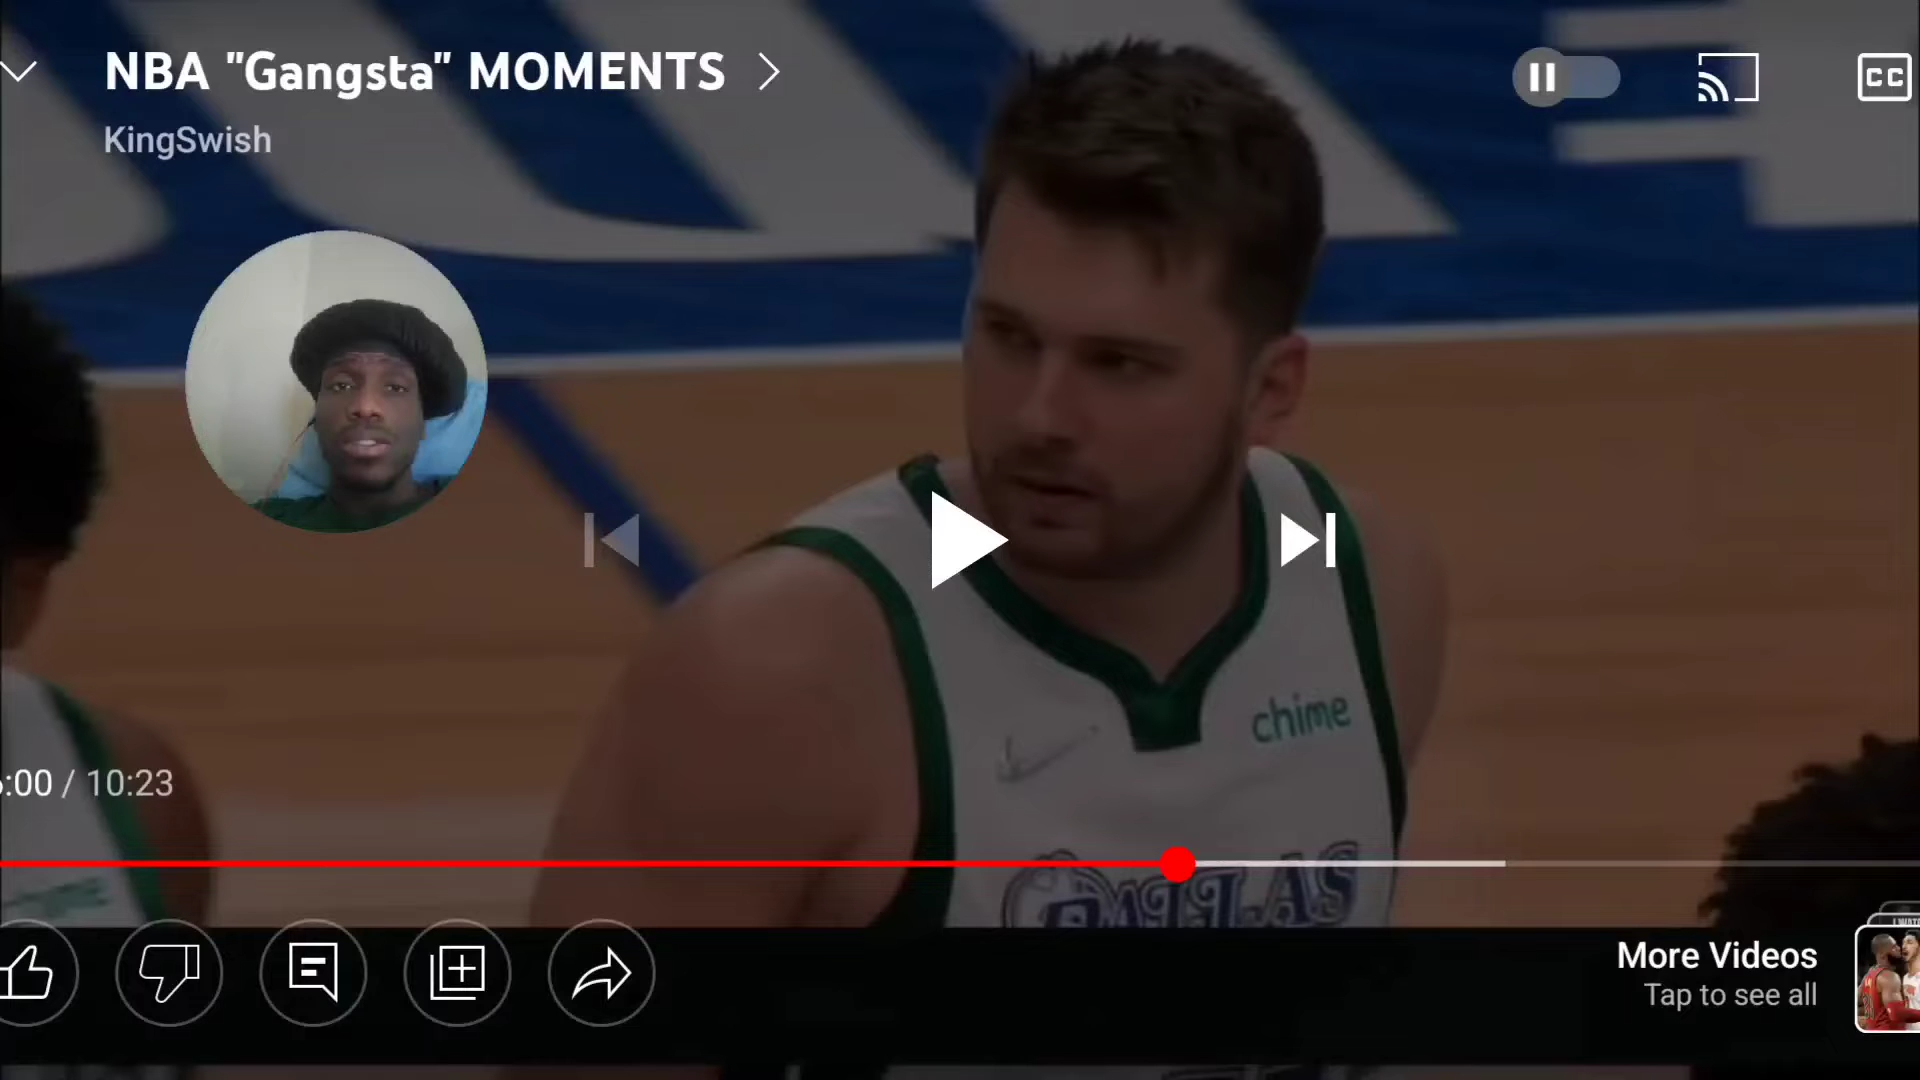 NBA "Gangsta" MOMENTS
KingSwish
CC
chime
:00 / 10:23
DALLAS
More Videos
Tap to see all